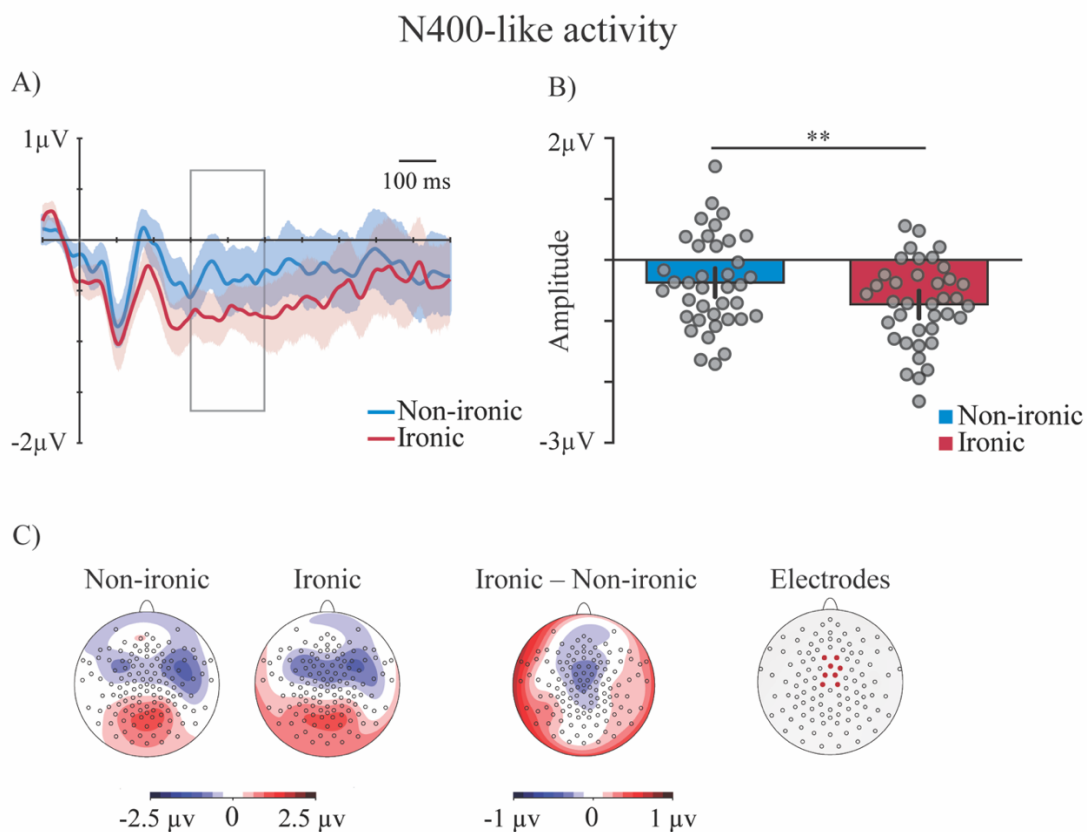 N400-like activity
A)
1µV
100 ms
Non-ironic
Ironic
-2µV
B)
2µV
**
Amplitude
Non-ironic
Ironic
-3µV
C)
Non-ironic
Ironic
Ironic – Non-ironic
Electrodes
-2.5 µv 0 2.5 µv
-1 µv 0 1 µv